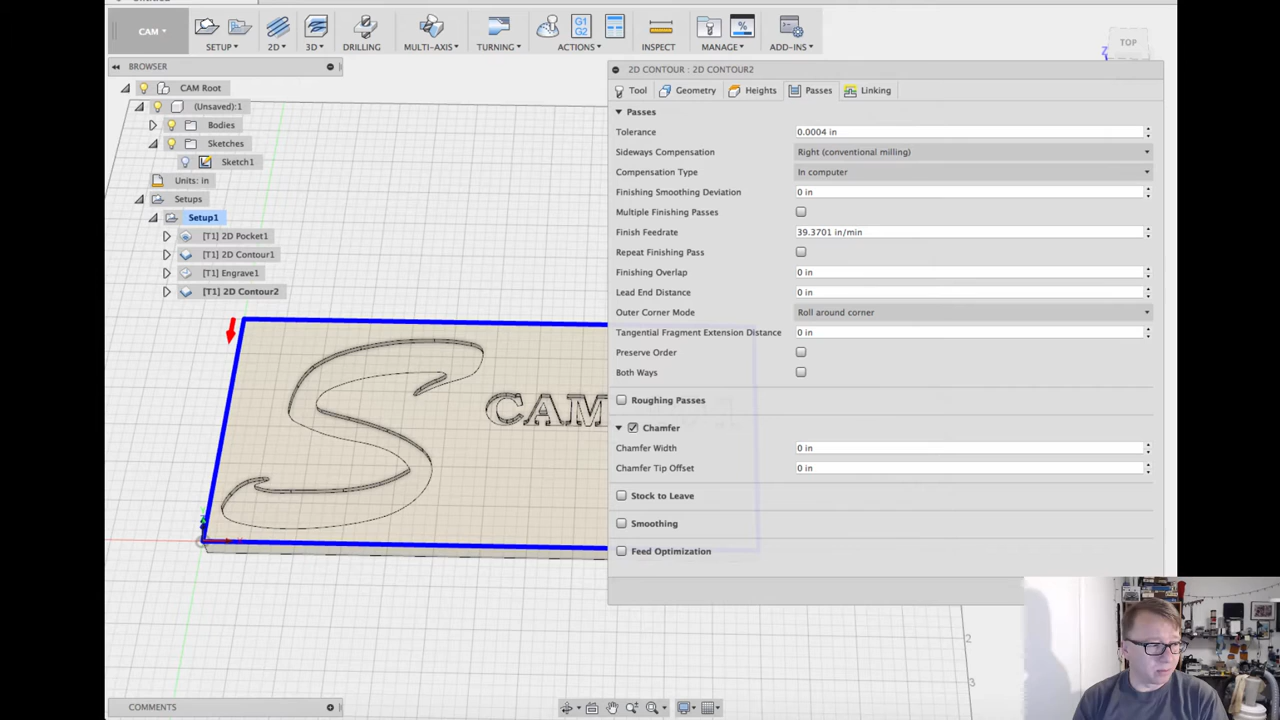 CAM
SETUP
2D
3D
DRILLING
MULTI-AXIS
TURNING
G1
G2
ACTIONS
INSPECT
MANAGE
ADD-INS
TOP
Z
BROWSER
CAM Root
(Unsaved):1
Bodies
Sketches
Sketch1
Units: in
Setups
Setup1
[T1] 2D Pocket1
[T1] 2D Contour1
[T1] Engrave1
[T1] 2D Contour2
2D CONTOUR : 2D CONTOUR2
Tool Geometry Heights Passes Linking
Passes
Tolerance 0.0004 in
Sideways Compensation Right (conventional milling)
Compensation Type In computer
Finishing Smoothing Deviation 0 in
Multiple Finishing Passes
Finish Feedrate 39.3701 in/min
Repeat Finishing Pass
Finishing Overlap 0 in
Lead End Distance 0 in
Outer Corner Mode Roll around corner
Tangential Fragment Extension Distance 0 in
Preserve Order
Both Ways
Roughing Passes
Chamfer
Chamfer Width 0 in
Chamfer Tip Offset 0 in
Stock to Leave
Smoothing
Feed Optimization
S CAM
2
3
COMMENTS